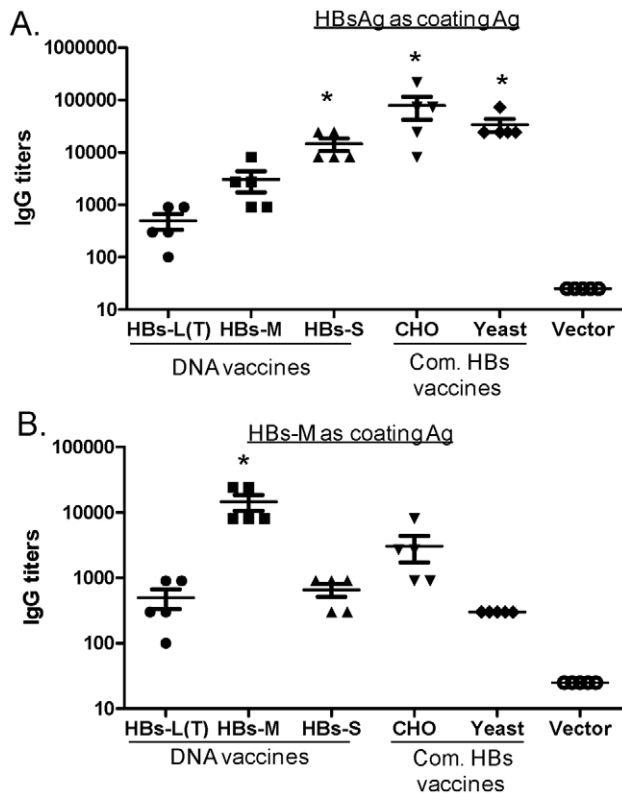 A.
HBsAg as coating Ag
*
*
*
IgG titers
1000000
100000
10000
1000
100
10
HBs-L(T) HBs-M HBs-S CHO Yeast Vector
DNA vaccines
Com. HBs
vaccines
B.
HBs-M as coating Ag
*
IgG titers
100000
10000
1000
100
10
HBs-L(T) HBs-M HBs-S CHO Yeast Vector
DNA vaccines
Com. HBs
vaccines